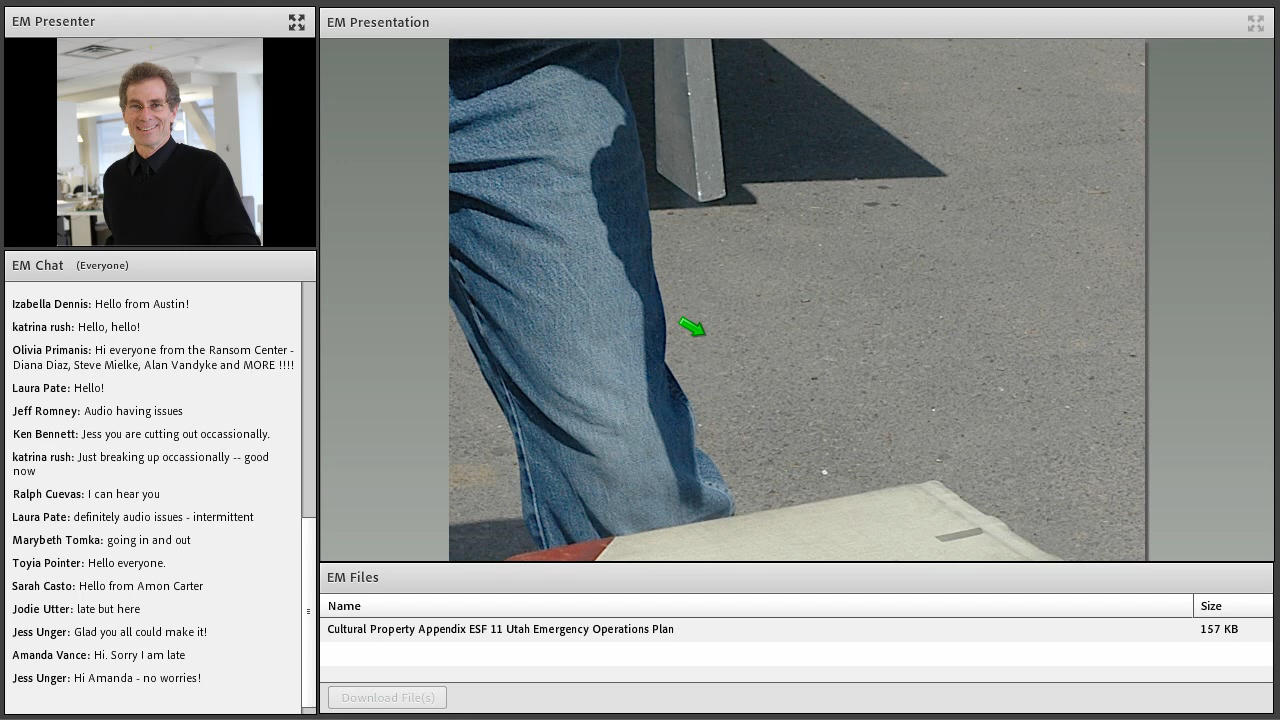 EM Presenter
EM Presentation
EM Chat (Everyone)
Izabella Dennis: Hello from Austin!
katrina rush: Hello, hello!
Olivia Primanis: Hi everyone from the Ransom Center -
Diana Diaz, Steve Mielke, Alan Vandyke and MORE !!!!
Laura Pate: Hello!
Jeff Romney: Audio having issues
Ken Bennett: Jess you are cutting out occassionally.
katrina rush: Just breaking up occassionally -- good
now
Ralph Cuevas: I can hear you
Laura Pate: definitely audio issues - intermittent
Marybeth Tomka: going in and out
Toyia Pointer: Hello everyone.
Sarah Casto: Hello from Amon Carter
Jodie Utter: late but here
Jess Unger: Glad you all could make it!
Amanda Vance: Hi. Sorry I am late
Jess Unger: Hi Amanda - no worries!
EM Files
Name Size
Cultural Property Appendix ESF 11 Utah Emergency Operations Plan 157 KB
Download File(s)